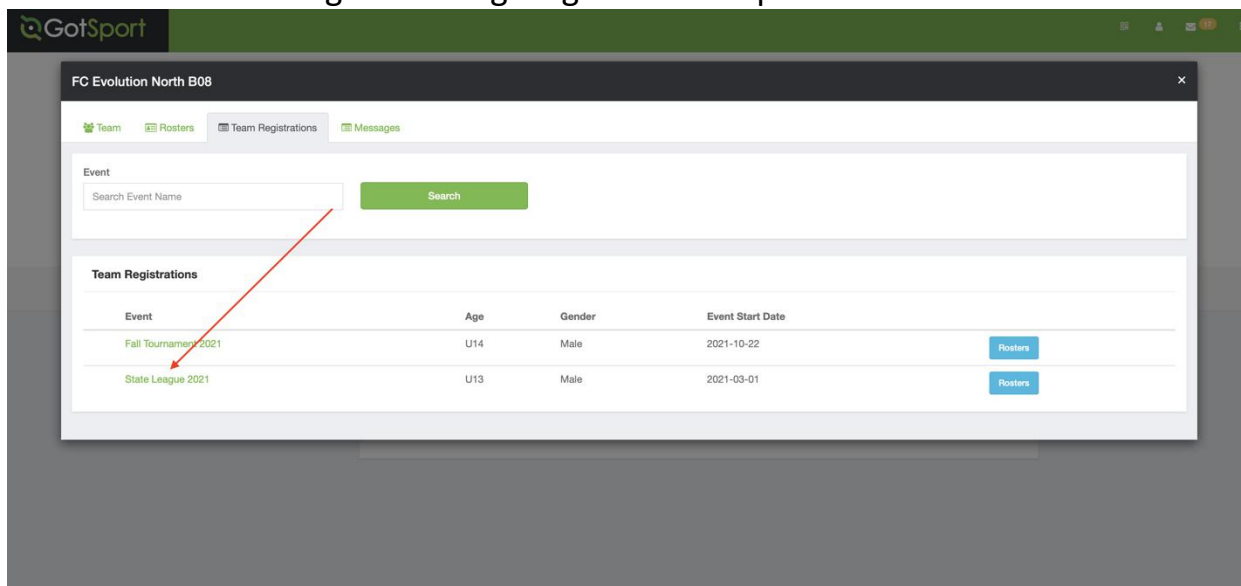 GotSport
17
FC Evolution North B08 ×
Team Rosters Team Registrations Messages
Event
Search Event Name Search
Team Registrations
Event Age Gender Event Start Date
Fall Tournament 2021 U14 Male 2021-10-22 Rosters
State League 2021 U13 Male 2021-03-01 Rosters